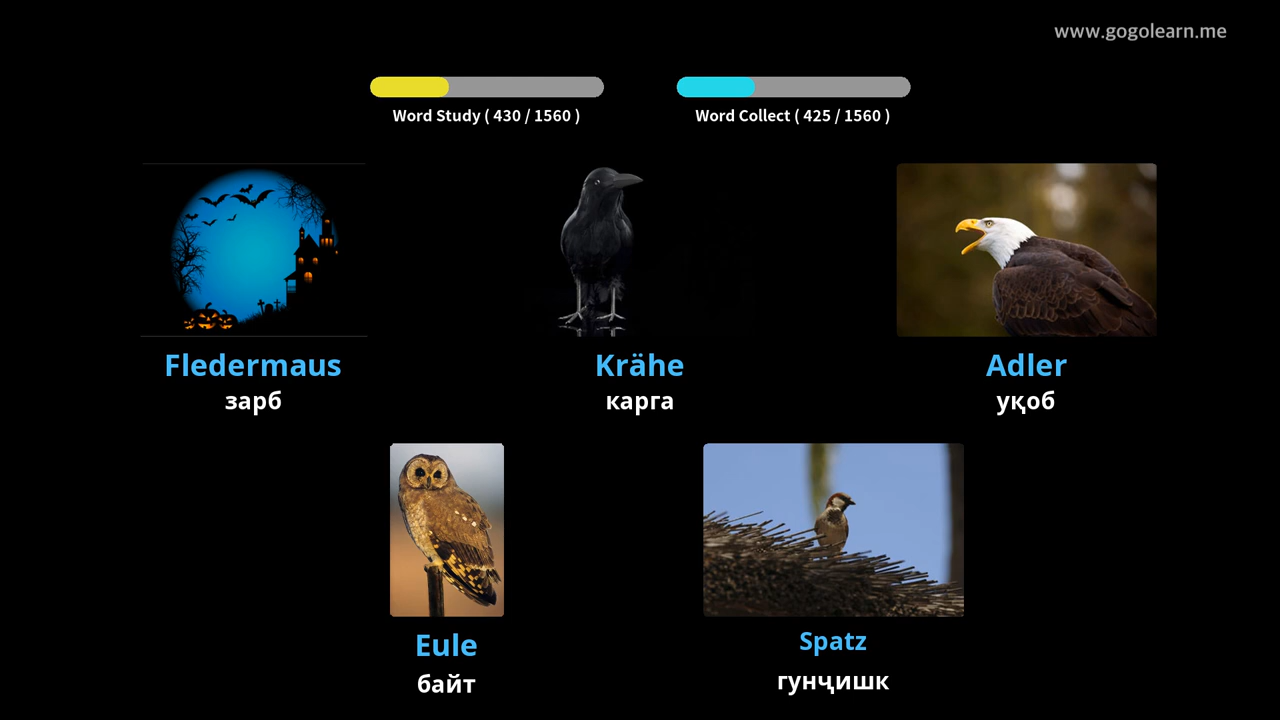 www.gogolearn.me
Word Study ( 430 / 1560 )
Word Collect ( 425 / 1560 )
Fledermaus
зарб
Krähe
карга
Adler
уқоб
Eule
байт
Spatz
гунҷишк